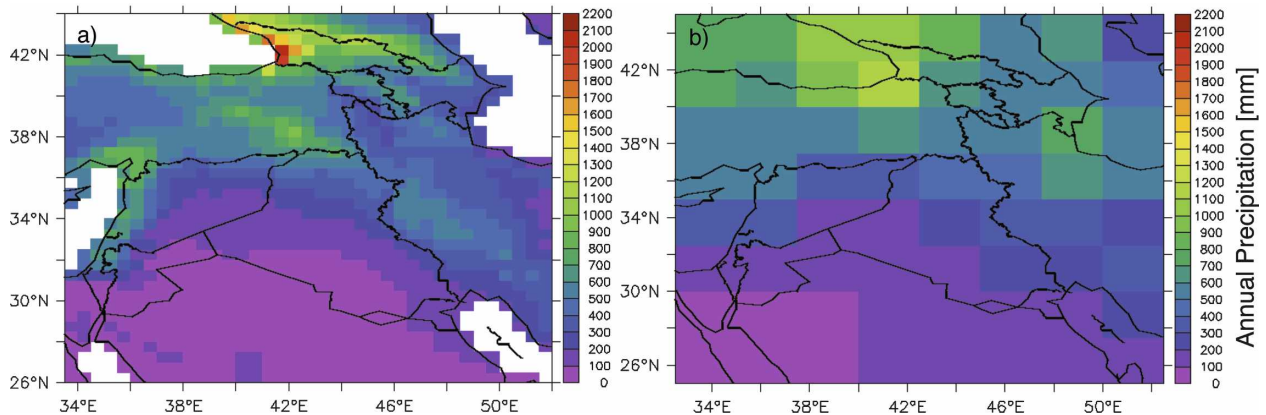 a)
42°N
38°N
34°N
30°N
26°N
34°E
38°E
42°E
46°E
50°E
2200
2100
2000
1900
1800
1700
1600
1500
1400
1300
1200
1100
1000
900
800
700
600
500
400
300
200
100
0
b)
42°N
38°N
34°N
30°N
26°N
34°E
38°E
42°E
46°E
50°E
2200
2100
2000
1900
1800
1700
1600
1500
1400
1300
1200
1100
1000
900
800
700
600
500
400
300
200
100
0
Annual Precipitation [mm]